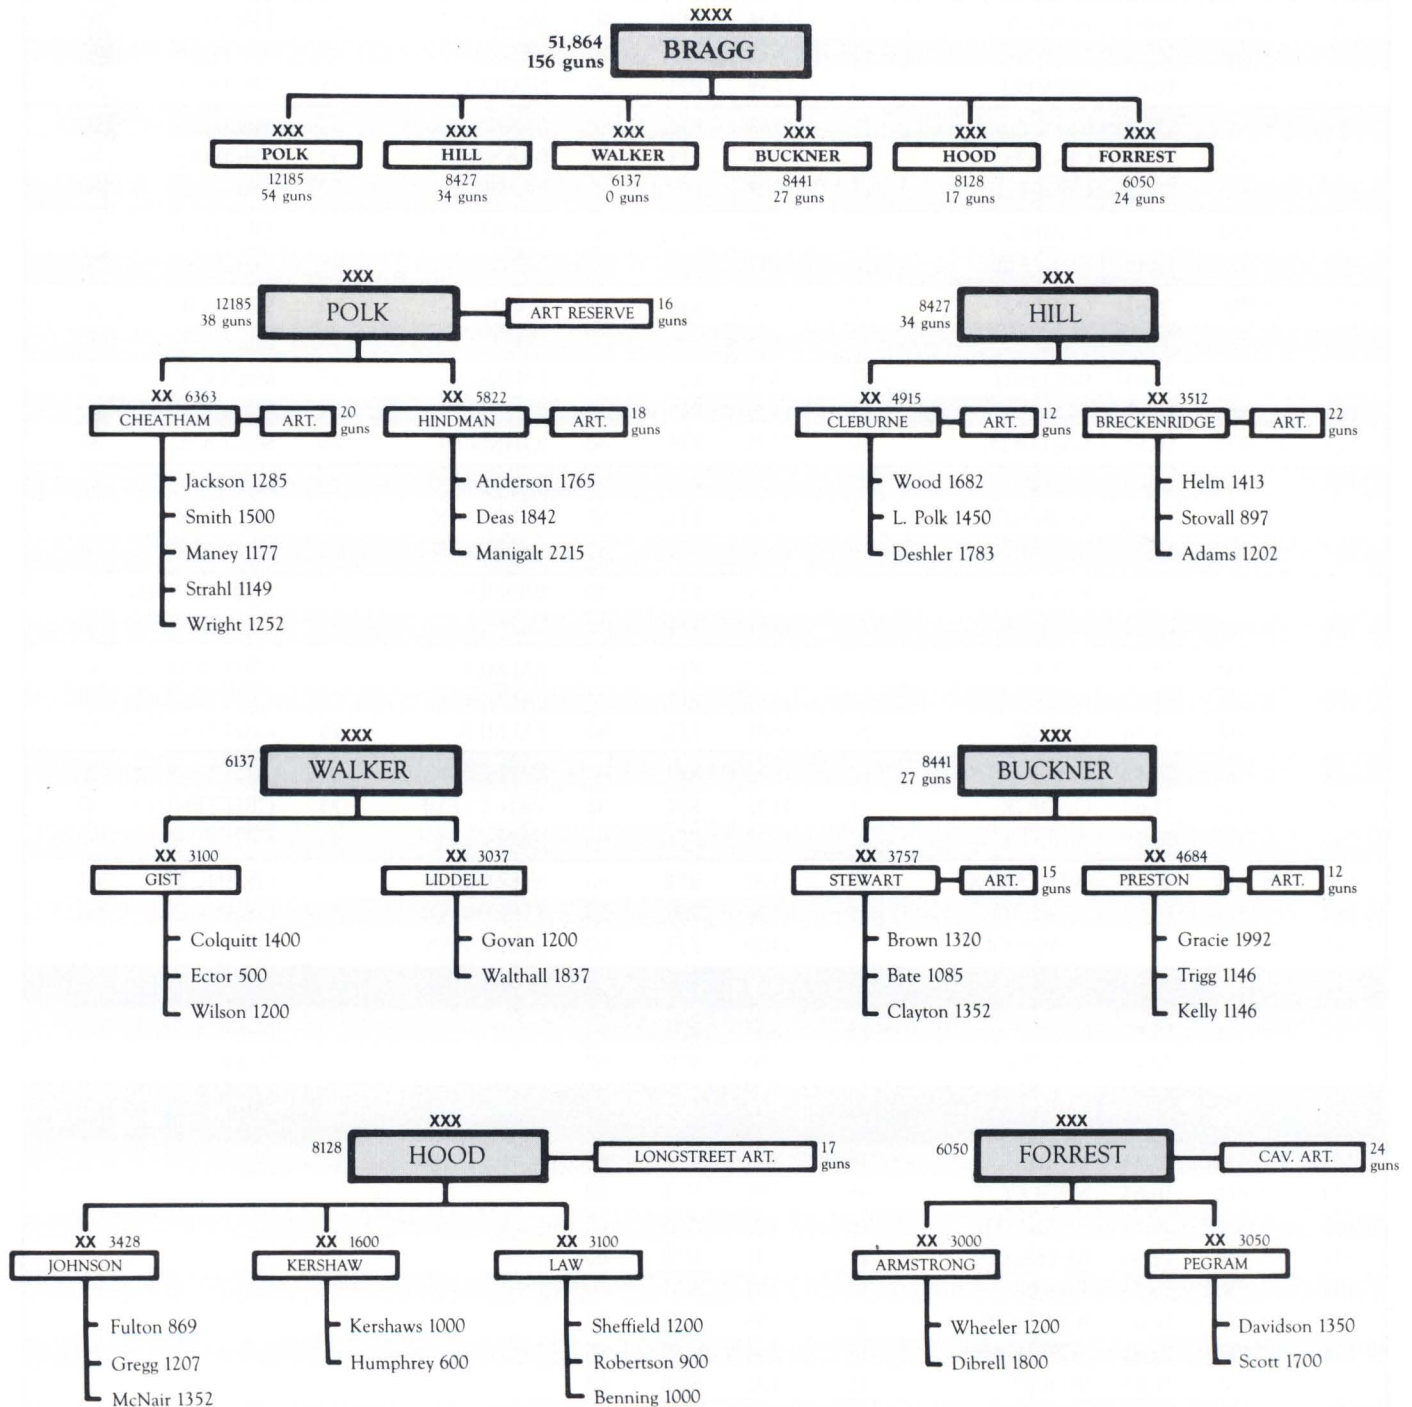 XXXX
51,864
156 guns
BRAGG
XXX
POLK
12185
54 guns
XXX
HILL
8427
34 guns
XXX
WALKER
6137
0 guns
XXX
BUCKNER
8441
27 guns
XXX
HOOD
8128
17 guns
XXX
FORREST
6050
24 guns
XXX
12185
38 guns
POLK
ART RESERVE
16
guns
XX 6363
CHEATHAM
ART.
20
guns
Jackson 1285
Smith 1500
Maney 1177
Strahl 1149
Wright 1252
XX 5822
HINDMAN
ART.
18
guns
Anderson 1765
Deas 1842
Manigalt 2215
XXX
8427
34 guns
HILL
XX 4915
CLEBURNE
ART.
12
guns
Wood 1682
L. Polk 1450
Deshler 1783
XX 3512
BRECKENRIDGE
ART.
22
guns
Helm 1413
Stovall 897
Adams 1202
XXX
6137
WALKER
XX 3100
GIST
Colquitt 1400
Ector 500
Wilson 1200
XX 3037
LIDDELL
Govan 1200
Walthall 1837
XXX
8441
27 guns
BUCKNER
XX 3757
STEWART
ART.
15
guns
Brown 1320
Bate 1085
Clayton 1352
XX 4684
PRESTON
ART.
12
guns
Gracie 1992
Trigg 1146
Kelly 1146
XXX
8128
HOOD
LONGSTREET ART.
17
guns
XX 3428
JOHNSON
Fulton 869
Gregg 1207
McNair 1352
XX 1600
KERSHAW
Kershaws 1000
Humphrey 600
XX 3100
LAW
Sheffield 1200
Robertson 900
Benning 1000
XXX
6050
FORREST
CAV. ART.
24
guns
XX 3000
ARMSTRONG
Wheeler 1200
Dibrell 1800
XX 3050
PEGRAM
Davidson 1350
Scott 1700